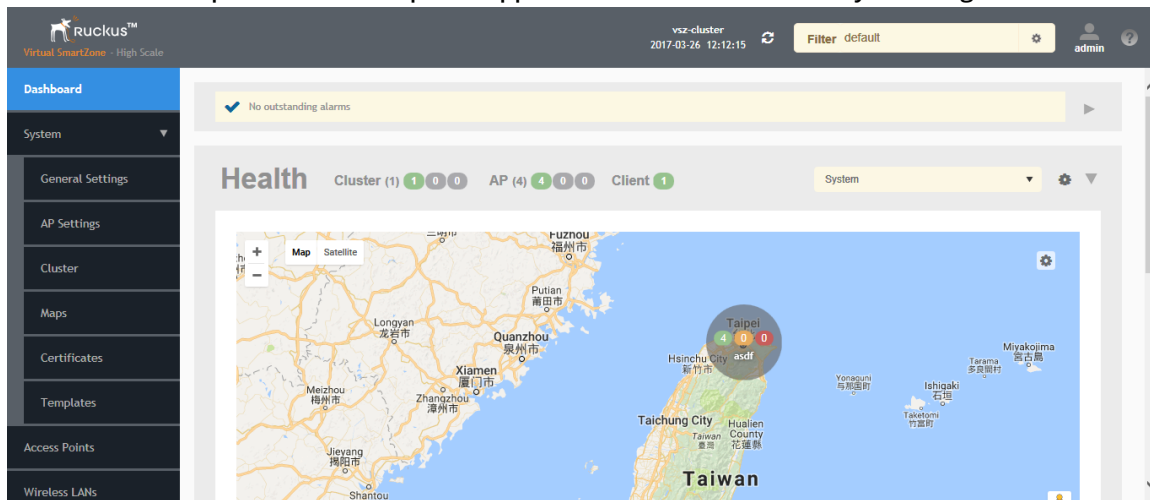 Ruckus™
Virtual SmartZone - High Scale
vsz-cluster
2017-03-26 12:12:15
Filter default
admin
Dashboard
System
General Settings
AP Settings
Cluster
Maps
Certificates
Templates
Access Points
Wireless LANs
No outstanding alarms
Health
Cluster (1) 1 0 0
AP (4) 4 0 0
Client 1
System
+
−
Map
Satellite
Fuzhou
福州市
Putian
莆田市
Longyan
龙岩市
Quanzhou
泉州市
Xiamen
厦门市
Meizhou
梅州市
Zhangzhou
漳州市
Jieyang
揭阳市
Shantou
Taipei
4 0 0
asdf
Hsinchu City
新竹市
Taichung City
Hualien
County
花蓮縣
Taiwan
臺灣
Taiwan
Yonaguni
与那国町
Miyakojima
宮古島
Tarama
多良間村
Ishigaki
石垣
Taketomi
竹富町